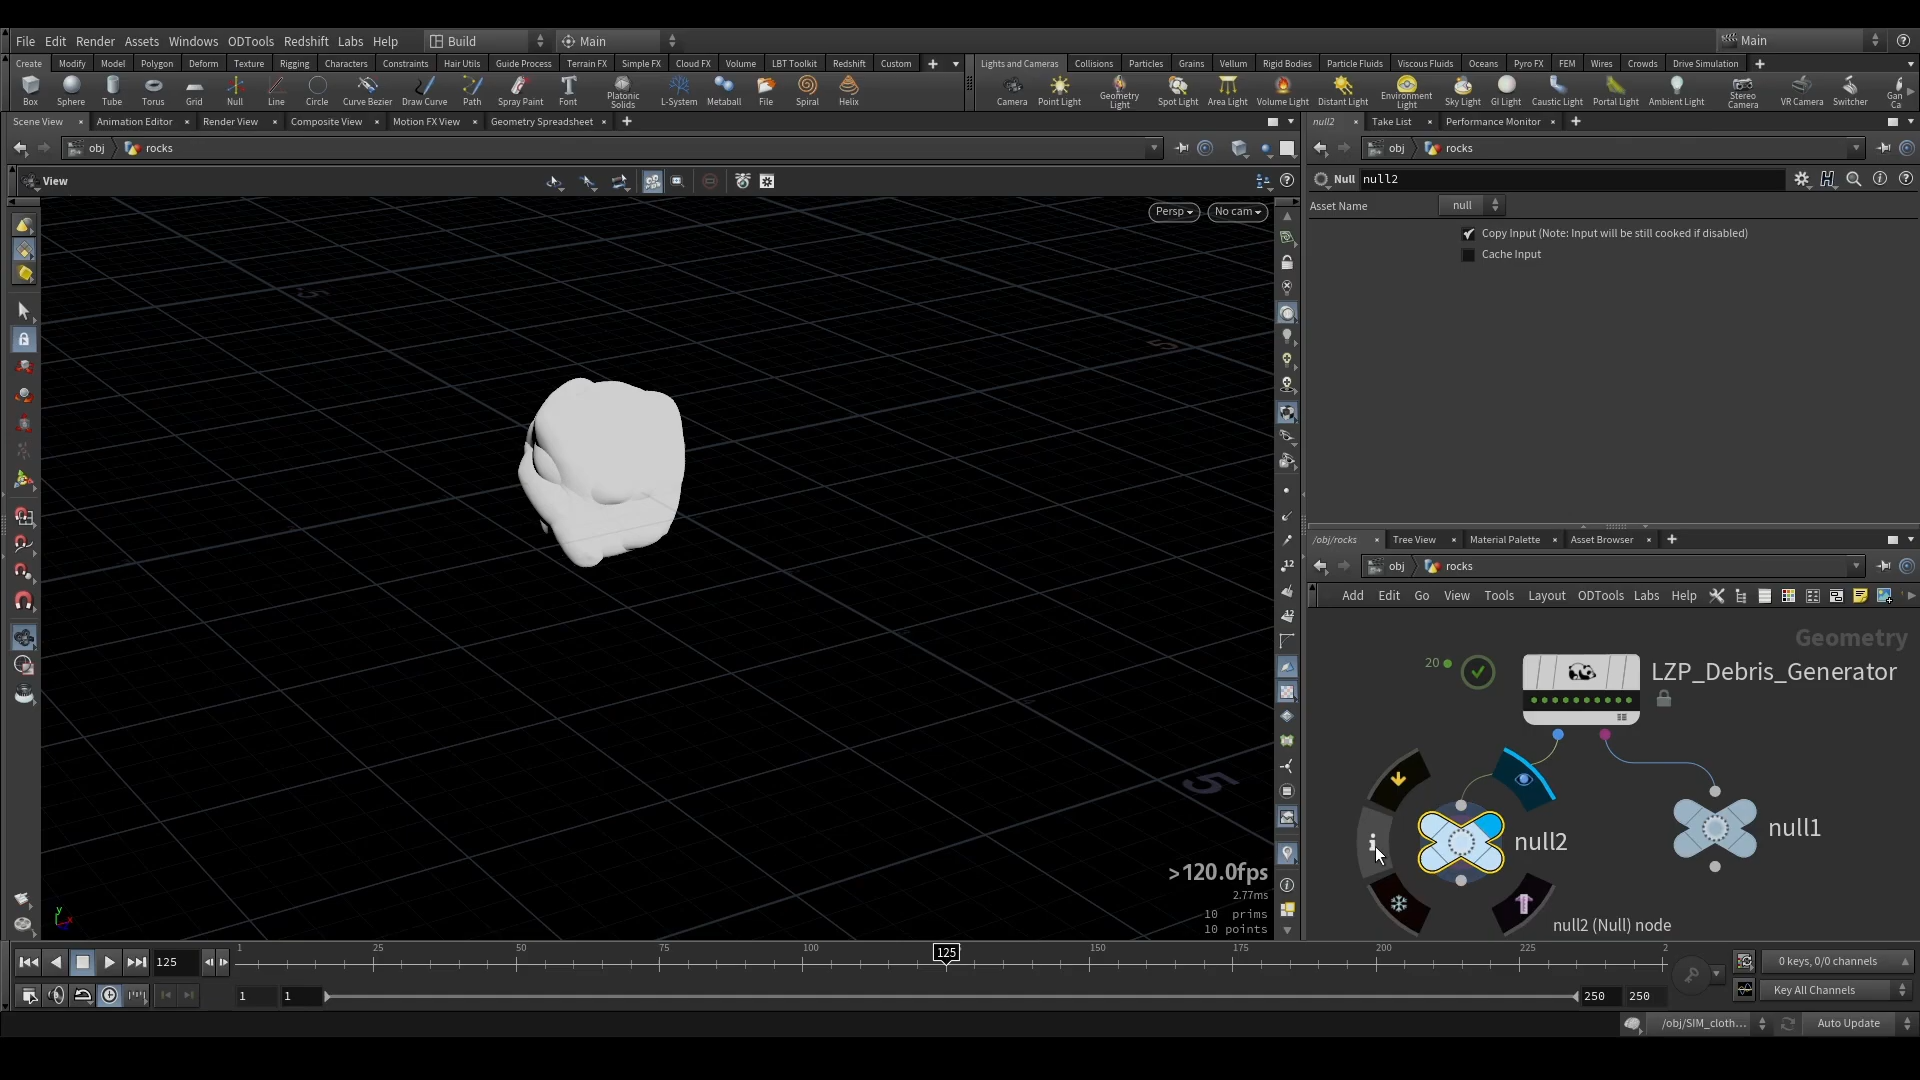 File Edit Render Assets Windows ODTools Redshift Labs Help Build Main Main
Create Modify Model Polygon Deform Texture Rigging Characters Constraints Hair Utils Guide Process Terrain FX Simple FX Cloud FX Volume LBT Toolkit Redshift Custom
Lights and Cameras Collisions Particles Grains Vellum Rigid Bodies Particle Fluids Viscous Fluids Oceans Pyro FX FEM Wires Crowds Drive Simulation
Box Sphere Tube Torus Grid Null Line Circle Curve Bezier Draw Curve Path Spray Paint Font Platonic Solids L-System Metaball File Spiral Helix
Camera Point Light Geometry Light Spot Light Area Light Volume Light Distant Light Environment Light Sky Light GI Light Caustic Light Portal Light Ambient Light Stereo Camera VR Camera Switcher Gan Ca
Scene View Animation Editor Render View Composite View Motion FX View Geometry Spreadsheet
null2 Take List Performance Monitor
obj rocks
obj rocks
View
Null null2
Persp No cam
Asset Name null
Copy Input (Note: Input will be still cooked if disabled)
Cache Input
5
5
5
/obj/rocks Tree View Material Palette Asset Browser
obj rocks
Add Edit Go View Tools Layout ODTools Labs Help
Geometry
20
LZP_Debris_Generator
null2
null1
null2 (Null) node
.12
42
>120.0fps
2.77ms
10 prims
10 points
y
x
125
1 25 50 75 100 125 150 175 200 225 2
0 keys, 0/0 channels
1 1 250 250
Key All Channels
/obj/SIM_cloth... Auto Update